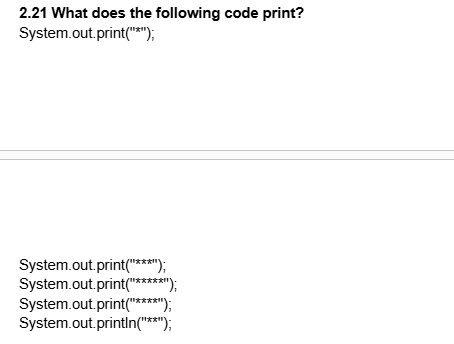 2.21 What does the following code print?
System.out.print("*");
System.out.print("***");
System.out.print("*****");
System.out.print("****");
System.out.println("**");